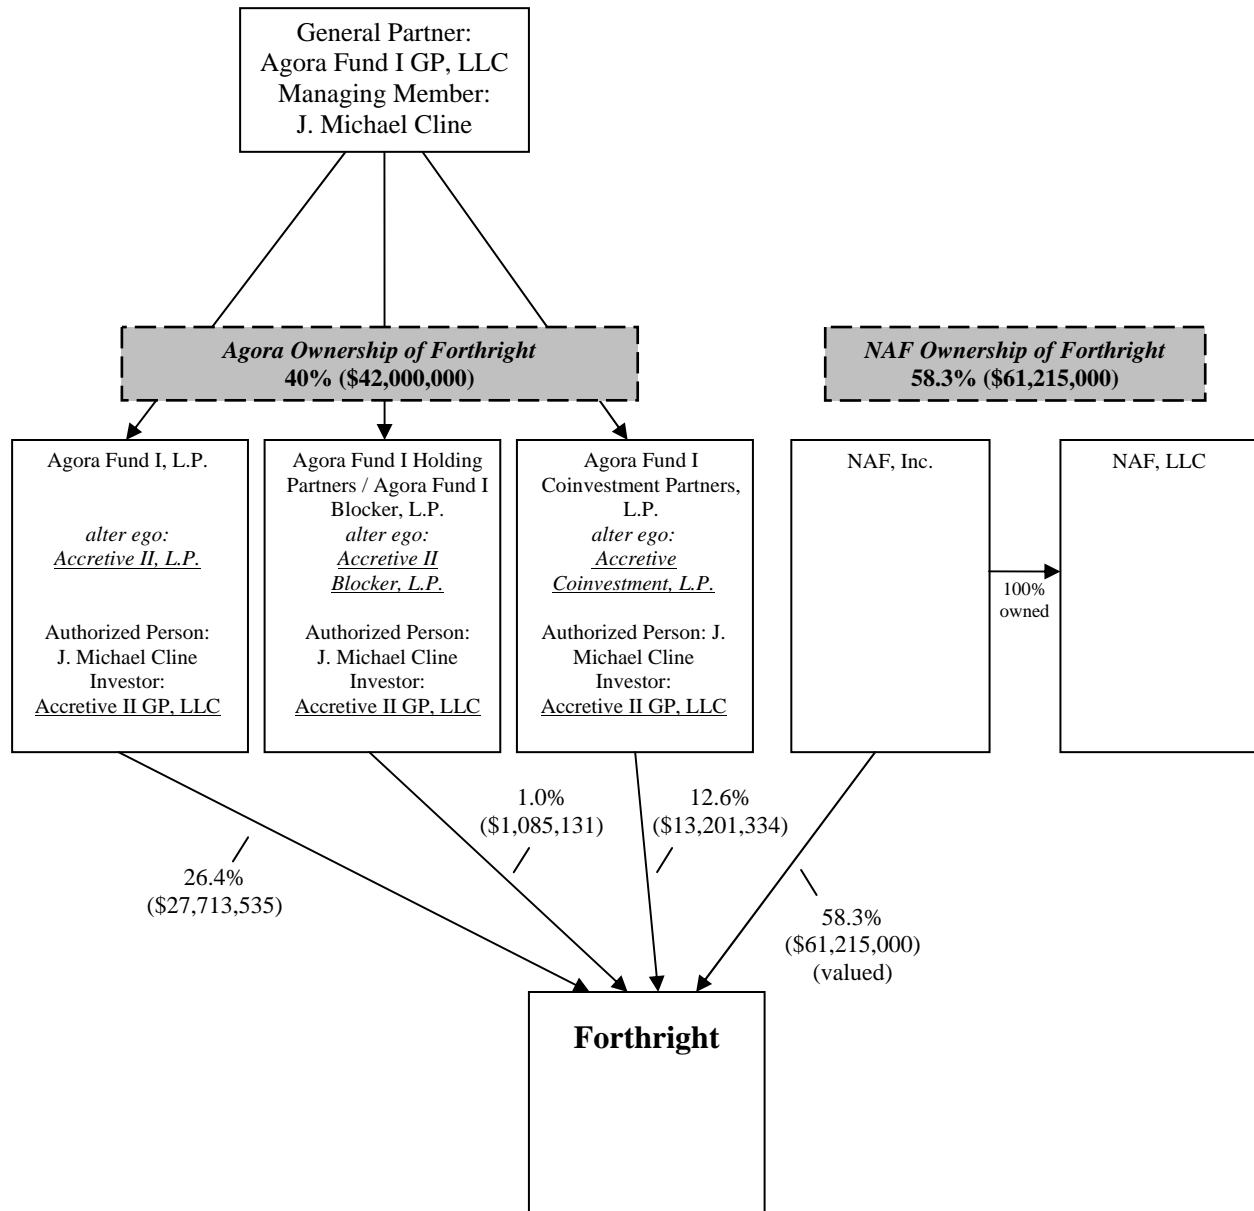 General Partner:
Agora Fund I GP, LLC
Managing Member:
J. Michael Cline
Agora Ownership of Forthright
40% ($42,000,000)
NAF Ownership of Forthright
58.3% ($61,215,000)
Agora Fund I, L.P.
alter ego:
Accretive II, L.P.
Authorized Person:
J. Michael Cline
Investor:
Accretive II GP, LLC
Agora Fund I Holding
Partners / Agora Fund I
Blocker, L.P.
alter ego:
Accretive II
Blocker, L.P.
Authorized Person:
J. Michael Cline
Investor:
Accretive II GP, LLC
Agora Fund I
Coinvestment Partners,
L.P.
alter ego:
Accretive
Coinvestment, L.P.
Authorized Person: J.
Michael Cline
Investor:
Accretive II GP, LLC
NAF, Inc.
100%
owned
NAF, LLC
26.4%
($27,713,535)
1.0%
($1,085,131)
12.6%
($13,201,334)
58.3%
($61,215,000)
(valued)
Forthright